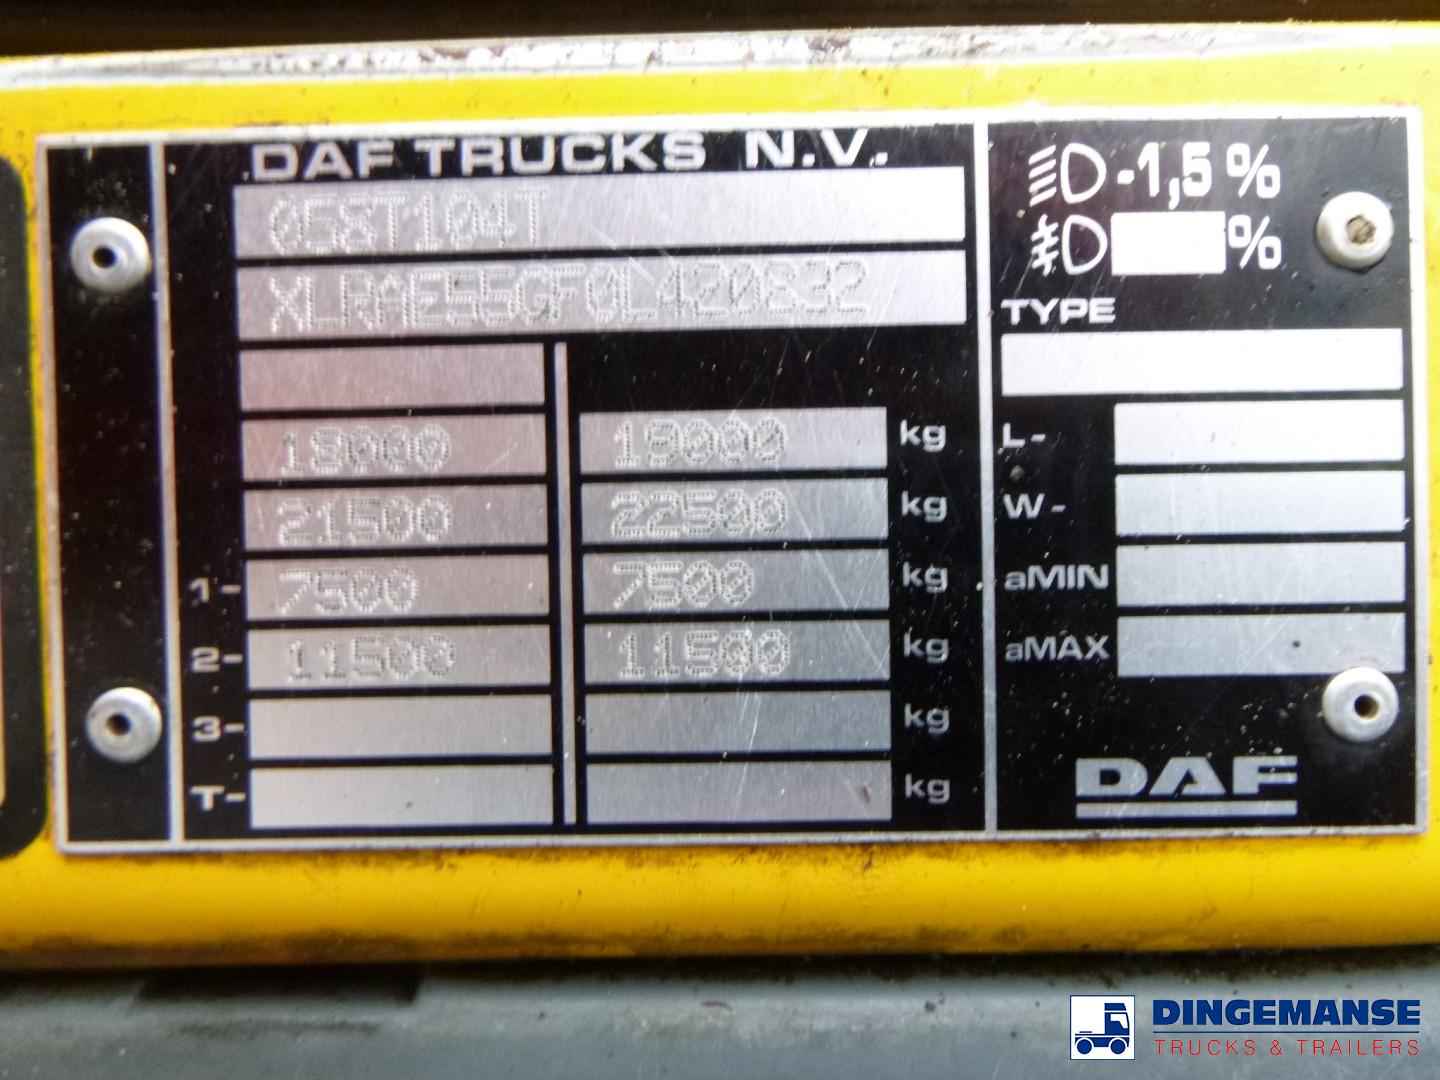 DAF TRUCKS N.V.
058T104T
XLRAE55GF0L420832
18000 19000 kg
21500 22500 kg
1- 7500 7500 kg
2- 11500 11500 kg
3- kg
T- kg
-1,5 %
%
TYPE
L-
W-
aMIN
aMAX
DAF
DINGEMANSE
TRUCKS & TRAILERS